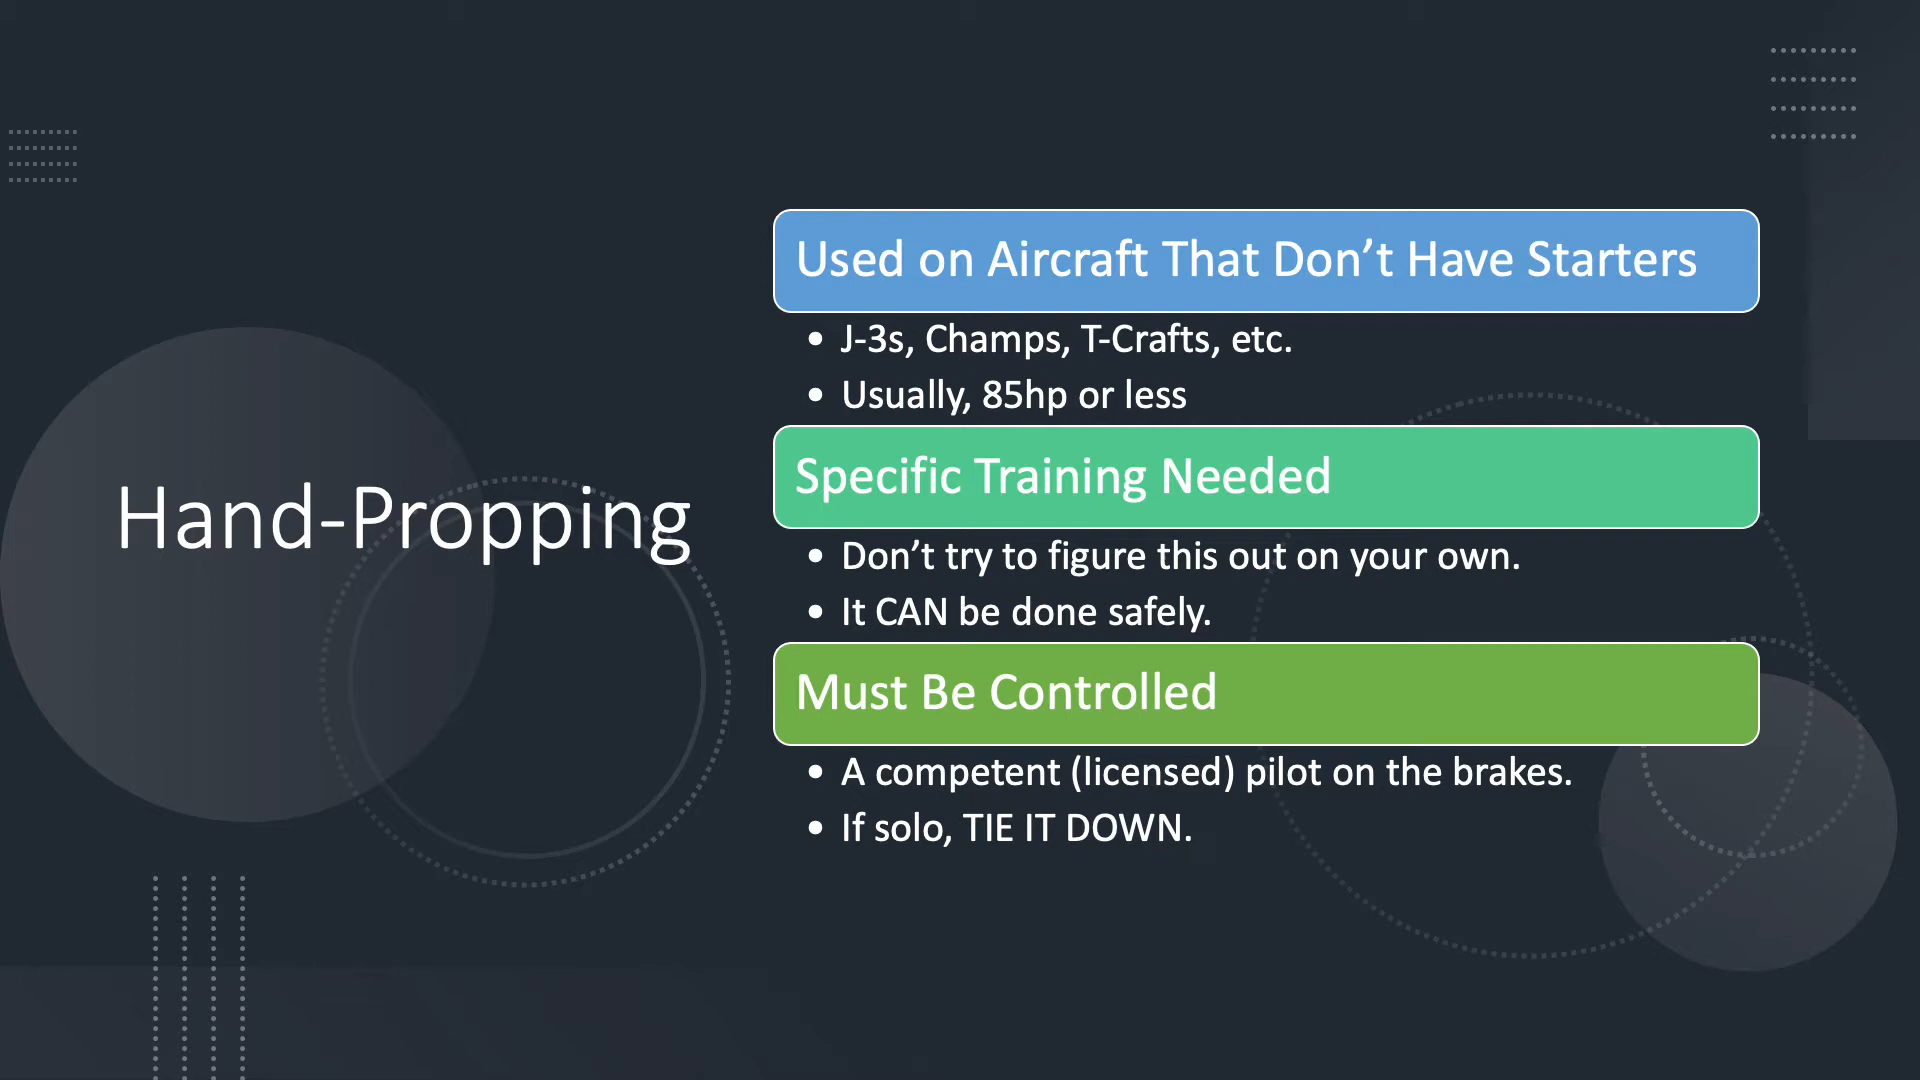 Hand-Propping
Used on Aircraft That Don’t Have Starters
• J-3s, Champs, T-Crafts, etc.
• Usually, 85hp or less
Specific Training Needed
• Don’t try to figure this out on your own.
• It CAN be done safely.
Must Be Controlled
• A competent (licensed) pilot on the brakes.
• If solo, TIE IT DOWN.